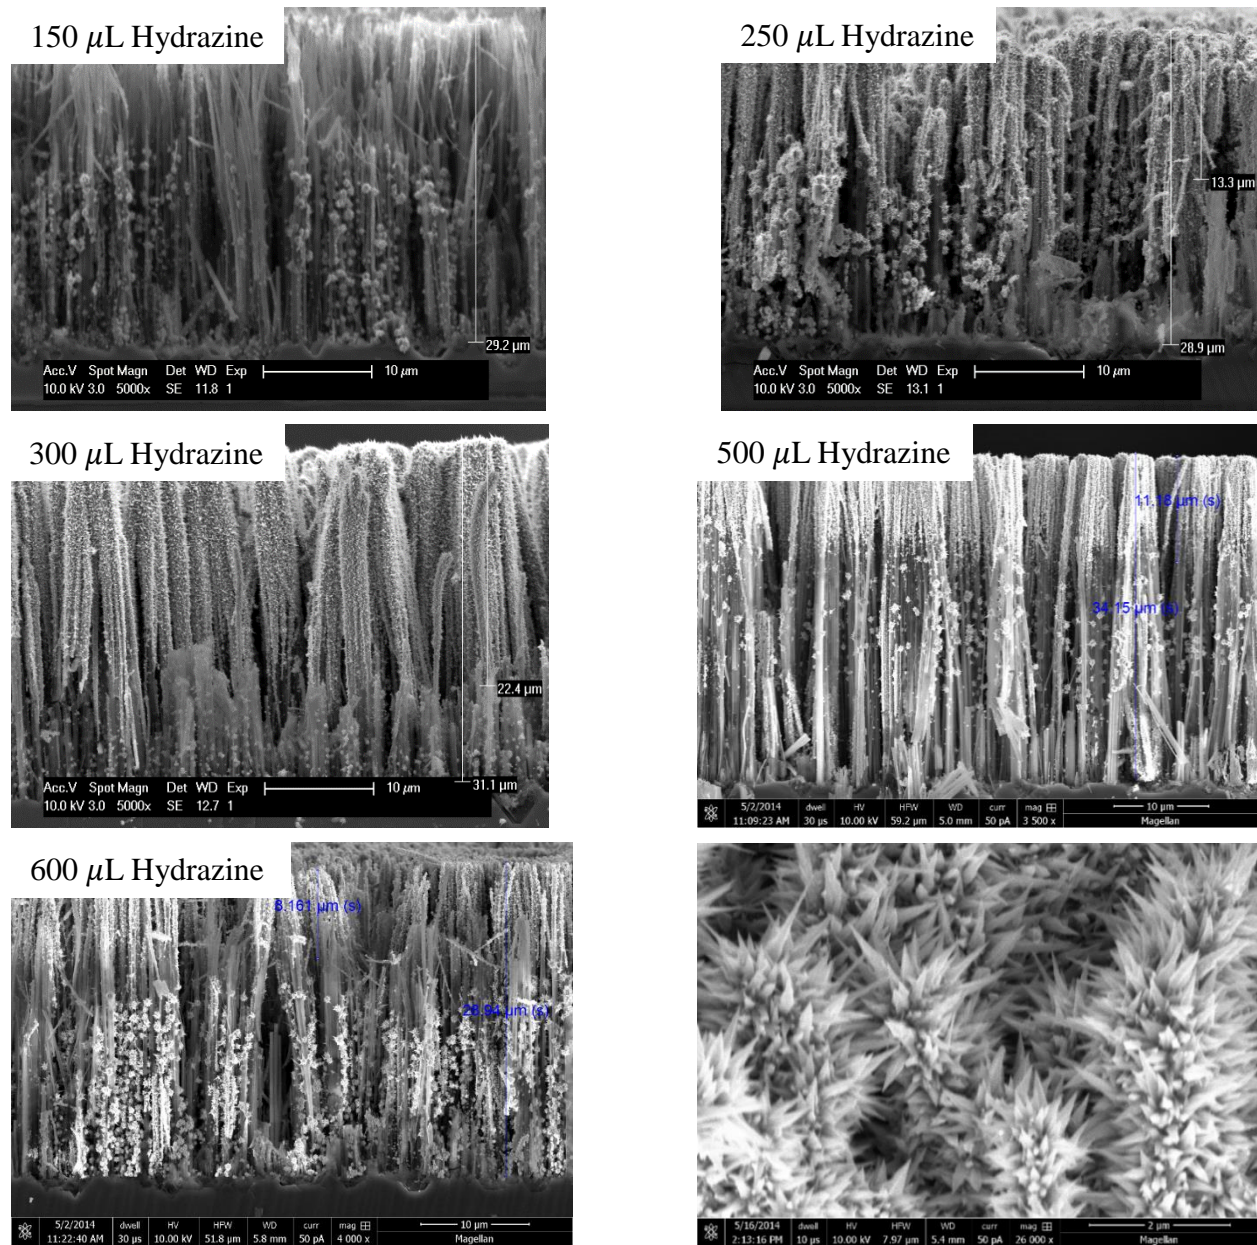 150 μL Hydrazine
29.2 μm
Acc.V Spot Magn Det WD Exp 10 μm
10.0 kV 3.0 5000x SE 11.8 1
250 μL Hydrazine
13.3 μm
28.9 μm
Acc.V Spot Magn Det WD Exp 10 μm
10.0 kV 3.0 5000x SE 13.1 1
300 μL Hydrazine
22.4 μm
31.1 μm
Acc.V Spot Magn Det WD Exp 10 μm
10.0 kV 3.0 5000x SE 12.7 1
500 μL Hydrazine
11.18 μm (s)
34.15 μm (s)
5/2/2014 dwell HV HFW WD curr mag 10 μm
11:09:23 AM 30 μs 10.00 kV 59.2 μm 5.0 mm 50 pA 3 500 x Magellan
600 μL Hydrazine
8.161 μm (s)
28.94 μm (s)
5/2/2014 dwell HV HFW WD curr mag 10 μm
11:22:40 AM 30 μs 10.00 kV 51.8 μm 5.8 mm 50 pA 4 000 x Magellan
5/16/2014 dwell HV HFW WD curr mag 2 μm
2:13:16 PM 10 μs 10.00 kV 7.97 μm 5.4 mm 50 pA 26 000 x Magellan